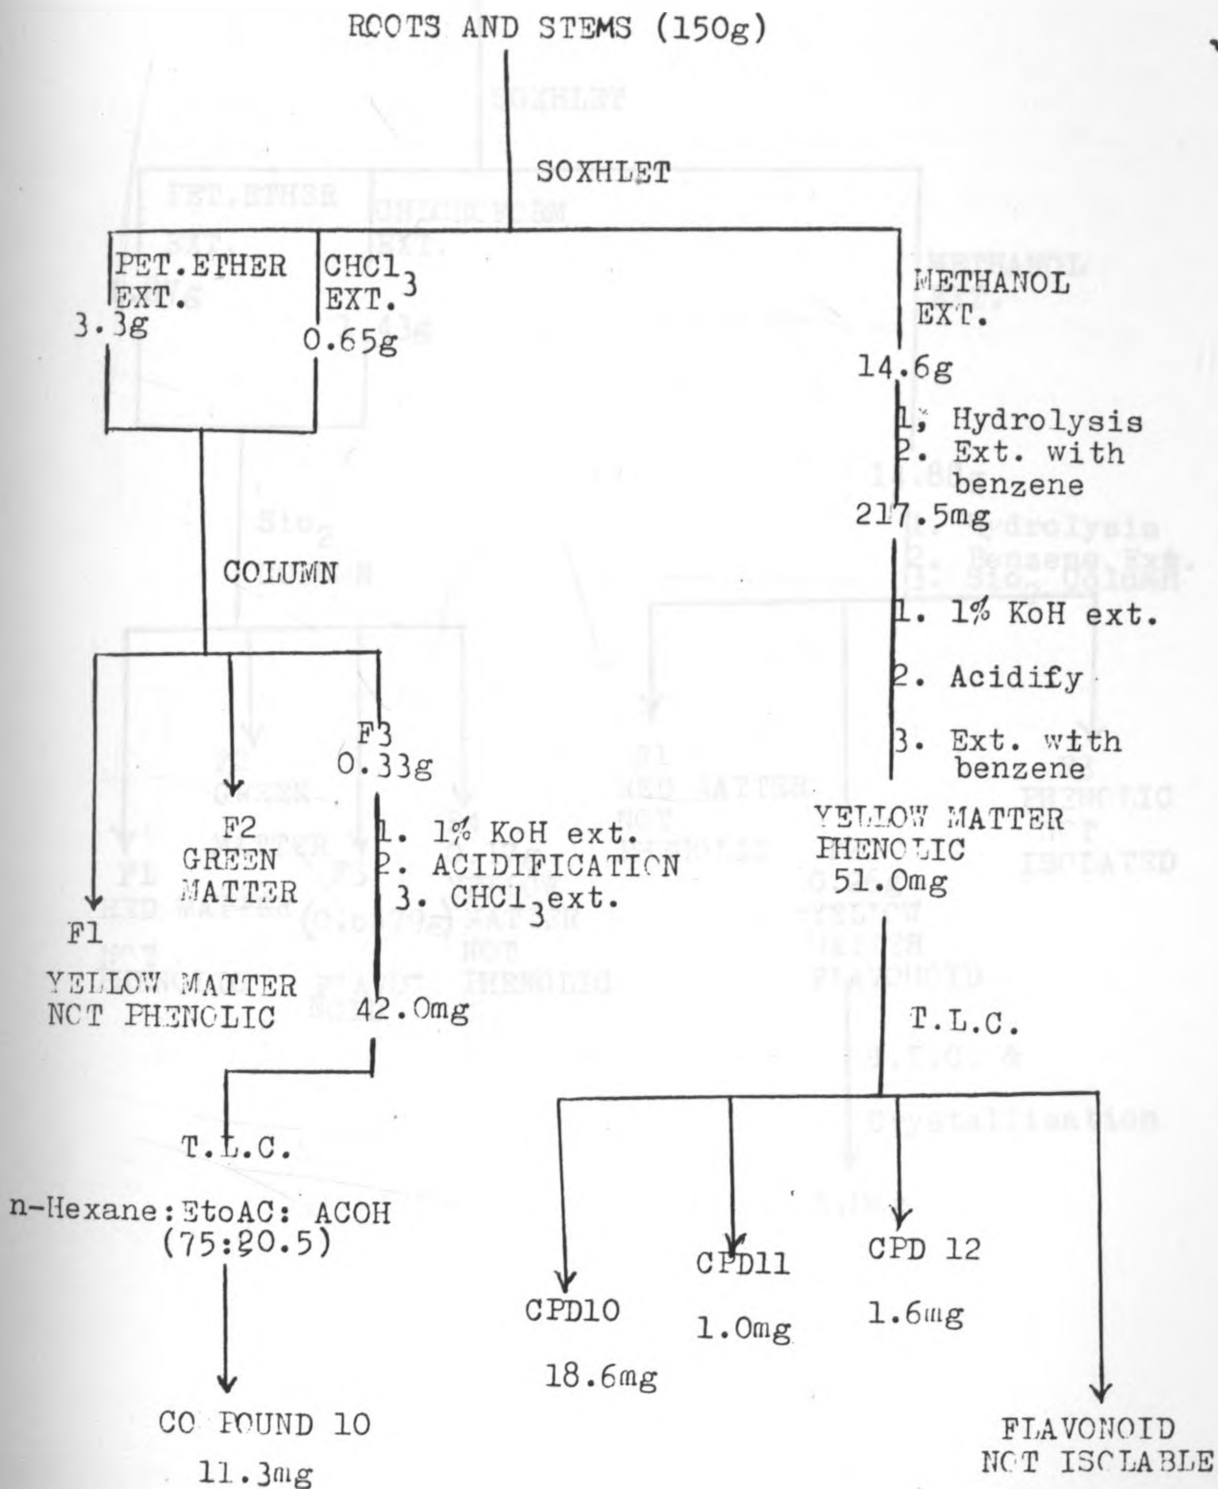 ROOTS AND STEMS (150g)
SOXHLET
PET.ETHER
EXT.
3.3g
CHCl3
EXT.
0.65g
METHANOL
EXT.
14.6g
1, Hydrolysis
2. Ext. with
benzene
217.5mg
COLUMN
1. 1% KoH ext.
2. Acidify
3. Ext. with
benzene
F3
0.33g
F2
GREEN
MATTER
1. 1% KoH ext.
2. ACIDIFICATION
3. CHCl3 ext.
YELLOW MATTER
PHENOLIC
51.0mg
F1
YELLOW MATTER
NOT PHENOLIC
42.0mg
T.L.C.
T.L.C.
n-Hexane:EtoAC: ACOH
(75:20.5)
CPD10
18.6mg
CPD11
1.0mg
CPD 12
1.6mg
CO POUND 10
11.3mg
FLAVONOID
NOT ISOLABLE